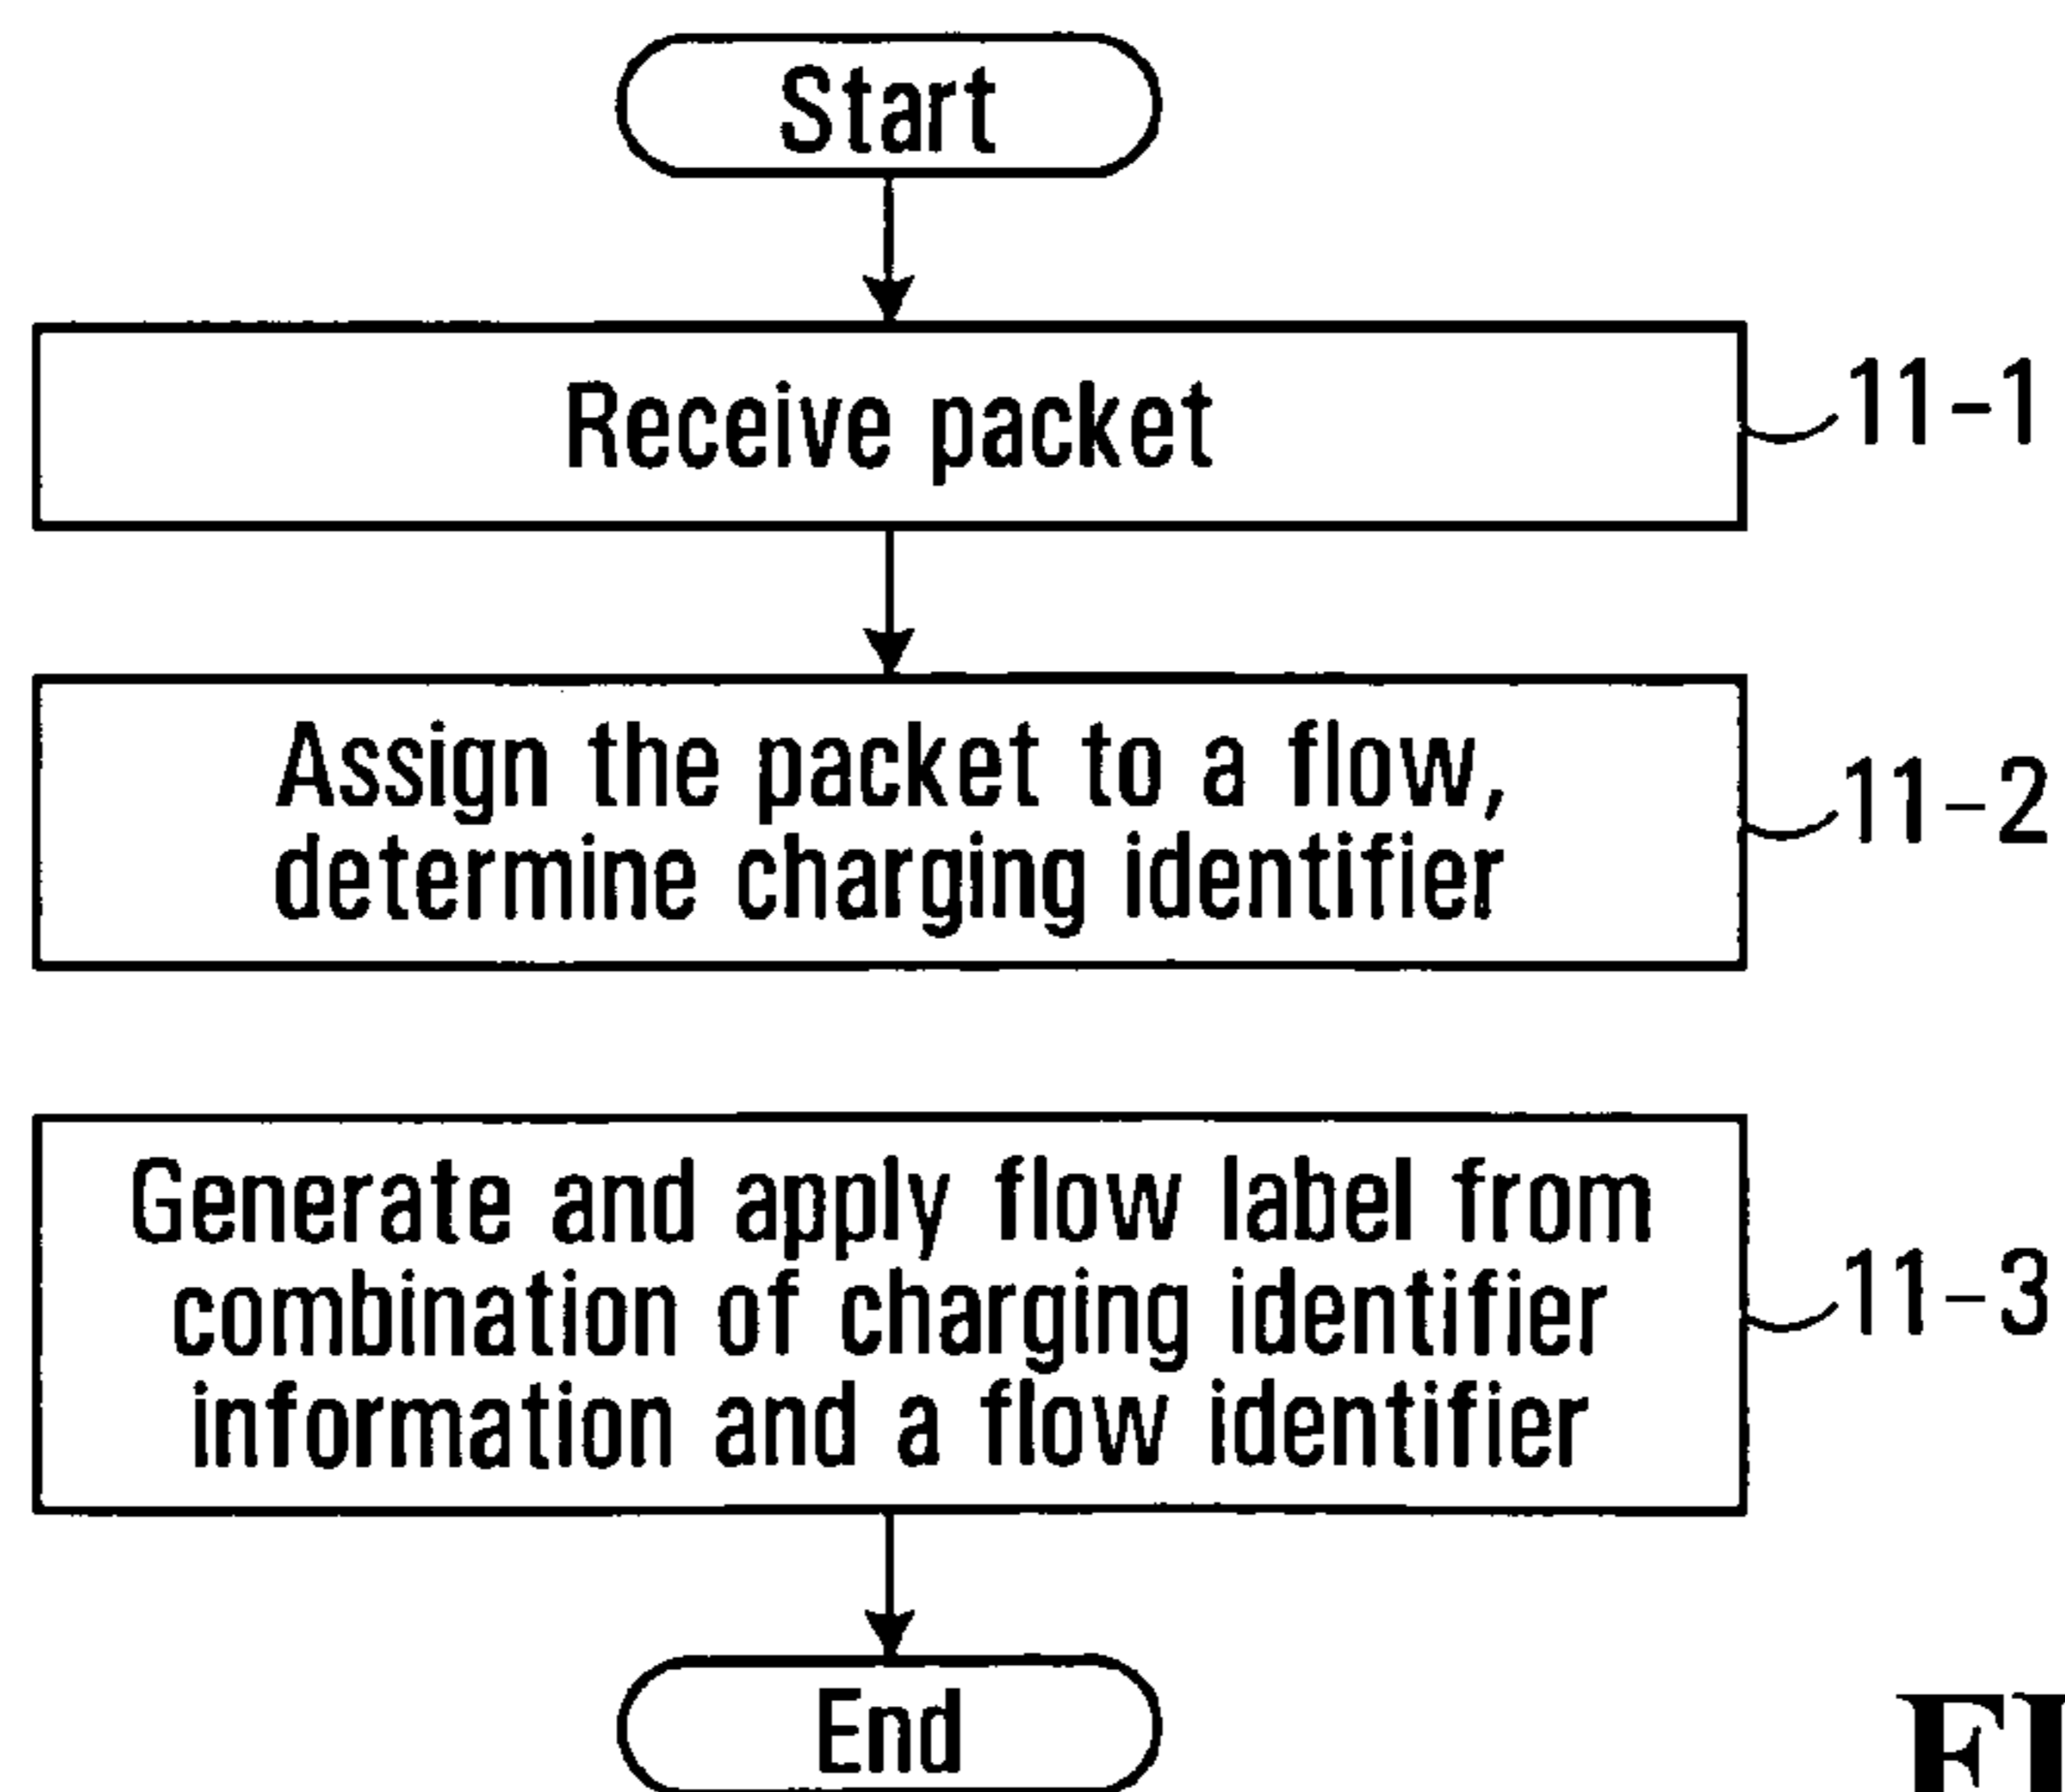 Start
Receive packet
11-1
Assign the packet to a flow,
determine charging identifier
11-2
Generate and apply flow label from
combination of charging identifier
information and a flow identifier
11-3
End